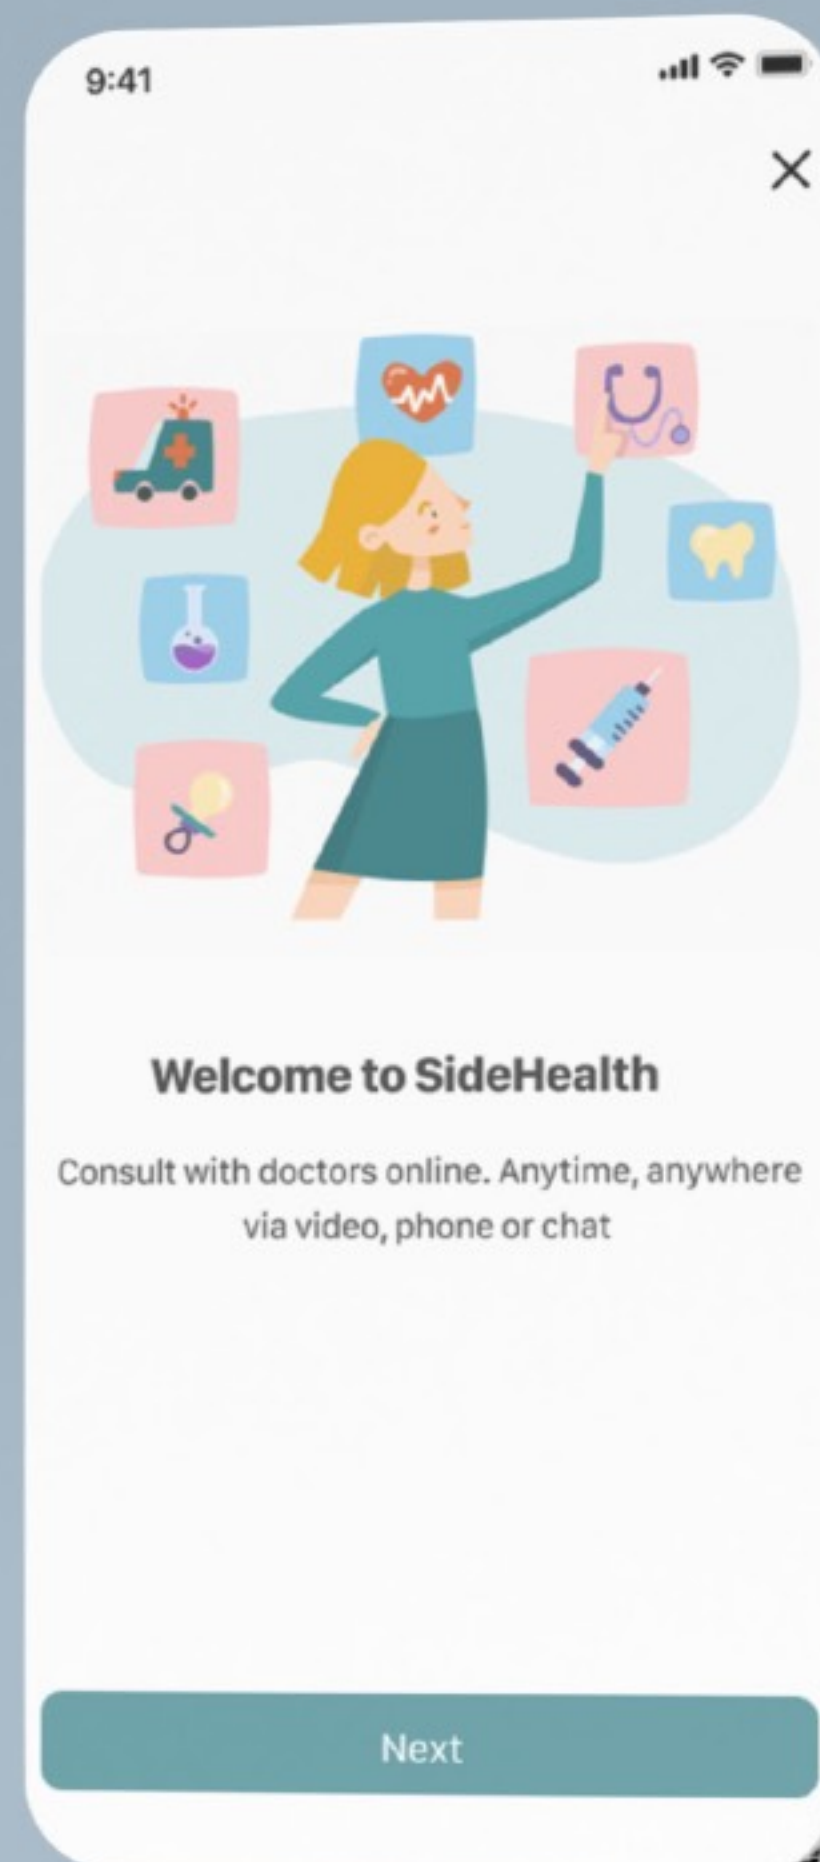 9:41
Welcome to SideHealth
Consult with doctors online. Anytime, anywhere
via video, phone or chat
Next